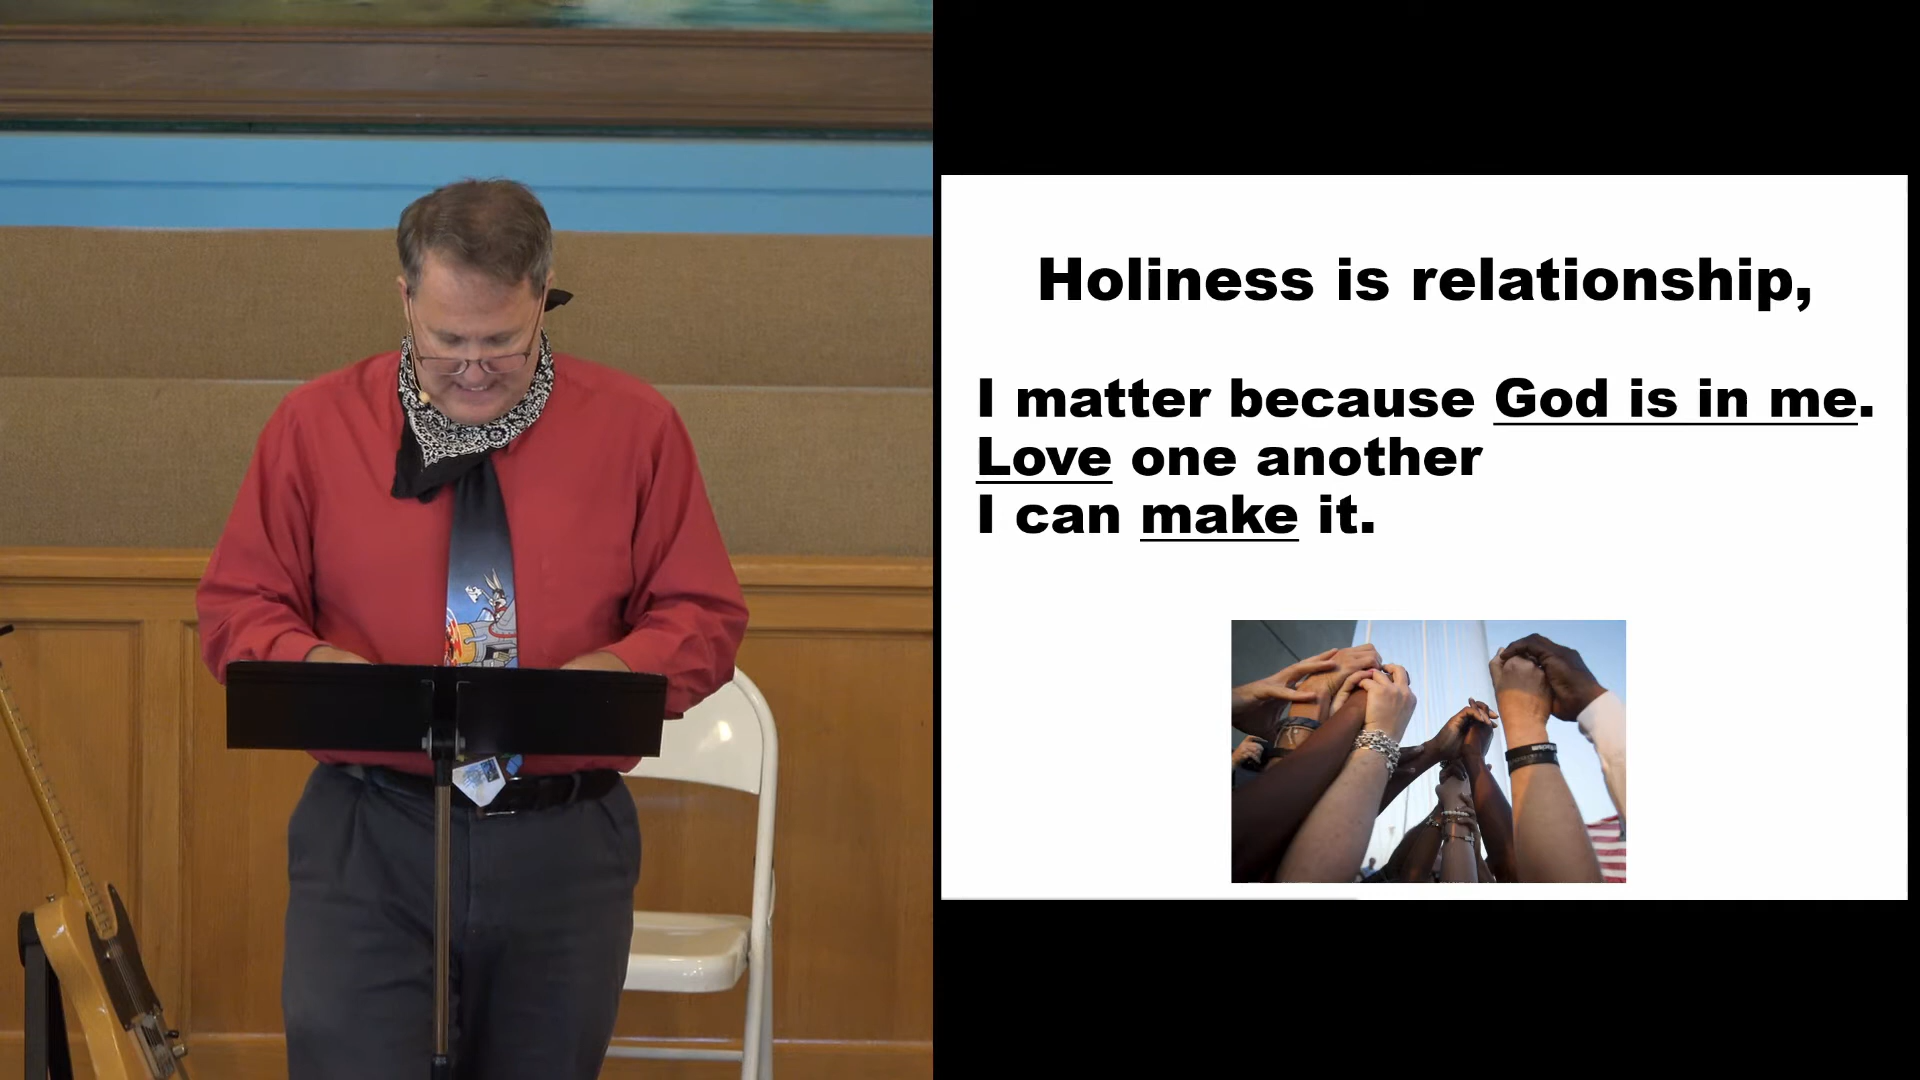 Holiness is relationship,
I matter because God is in me.
Love one another
I can make it.